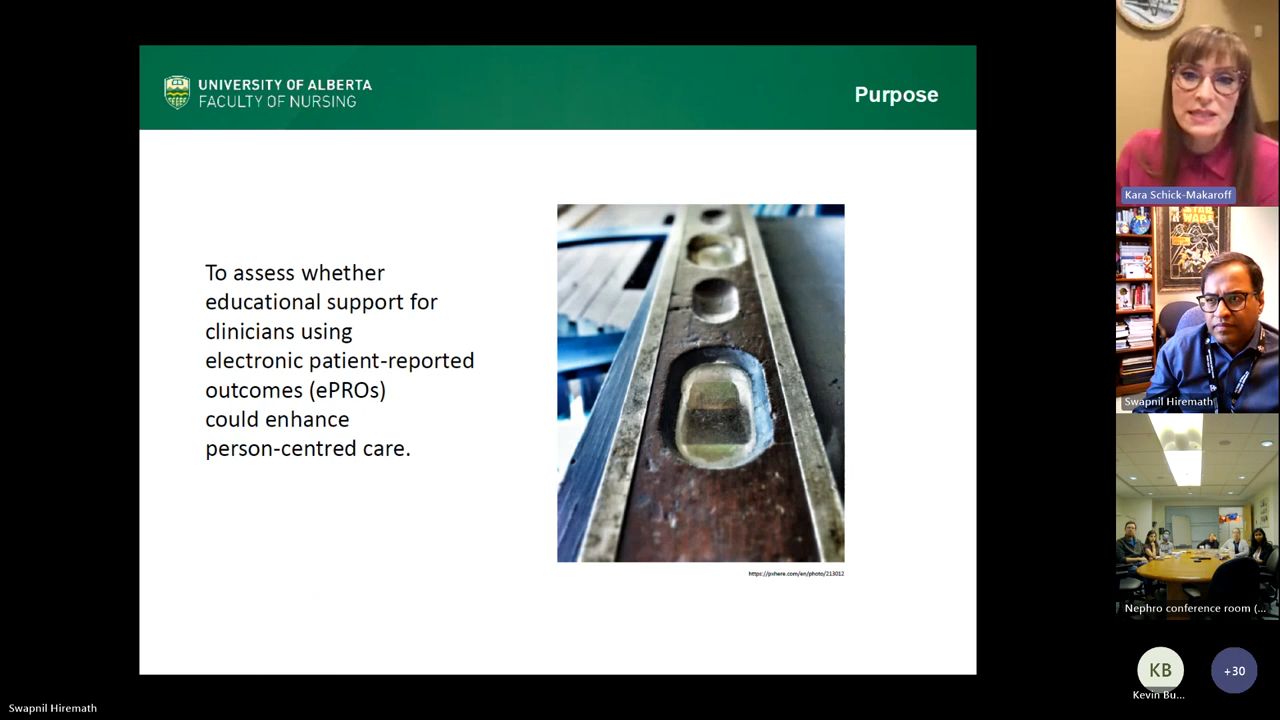 UNIVERSITY OF ALBERTA
FACULTY OF NURSING
Purpose
To assess whether
educational support for
clinicians using
electronic patient-reported
outcomes (ePROs)
could enhance
person-centred care.
https://pxhere.com/en/photo/213012
Kara Schick-Makaroff
STAR
WARS
Swapnil Hiremath
Nephro conference room (...
KB
+30
Kevin Bu...
Swapnil Hiremath